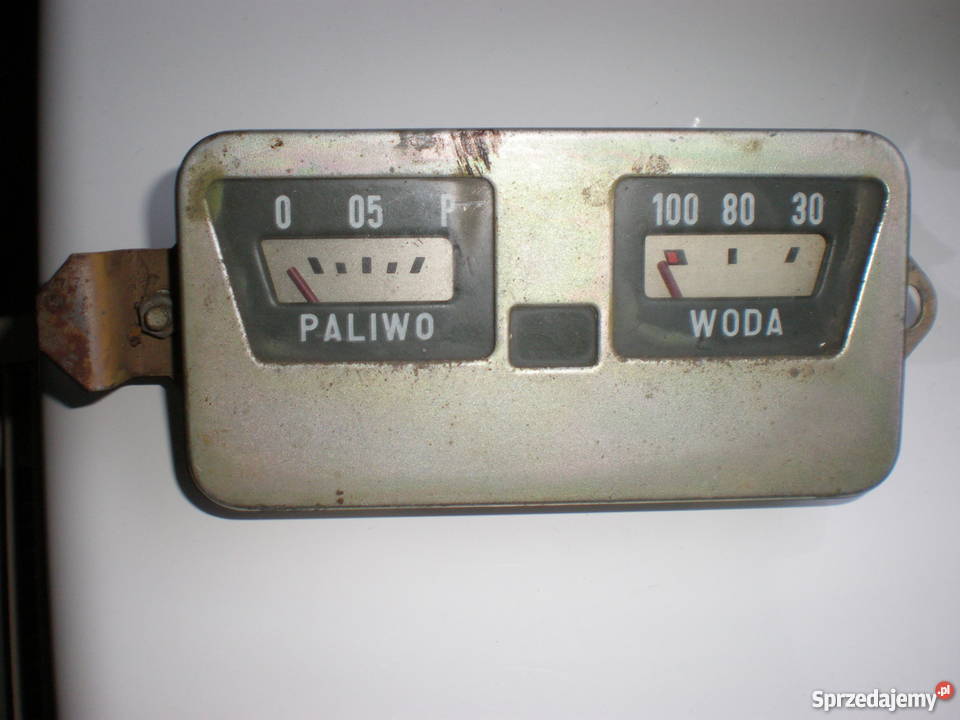 0 05 P
PALIWO
100 80 30
WODA
Sprzedajemy.pl